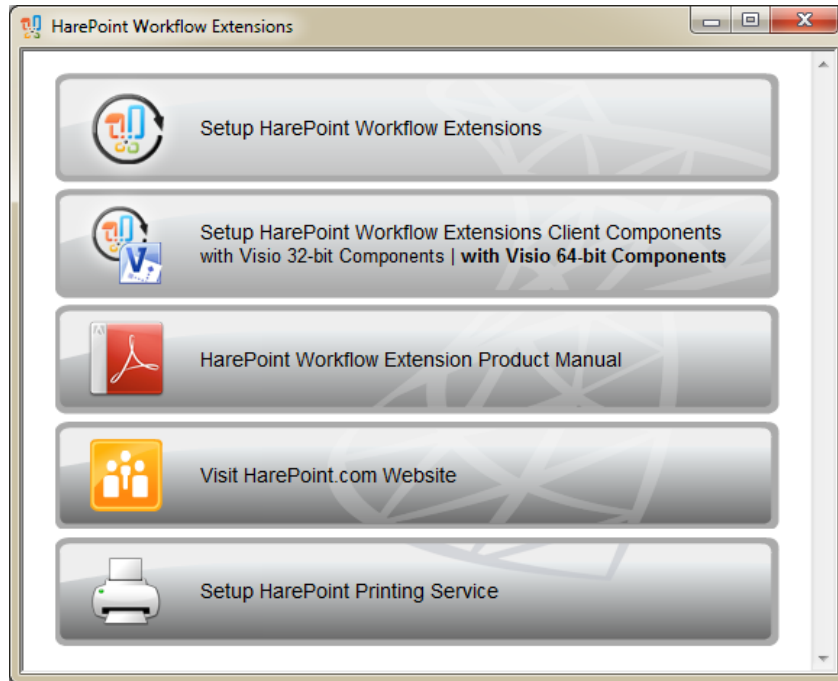 HarePoint Workflow Extensions
Setup HarePoint Workflow Extensions
Setup HarePoint Workflow Extensions Client Components
with Visio 32-bit Components | with Visio 64-bit Components
HarePoint Workflow Extension Product Manual
Visit HarePoint.com Website
Setup HarePoint Printing Service